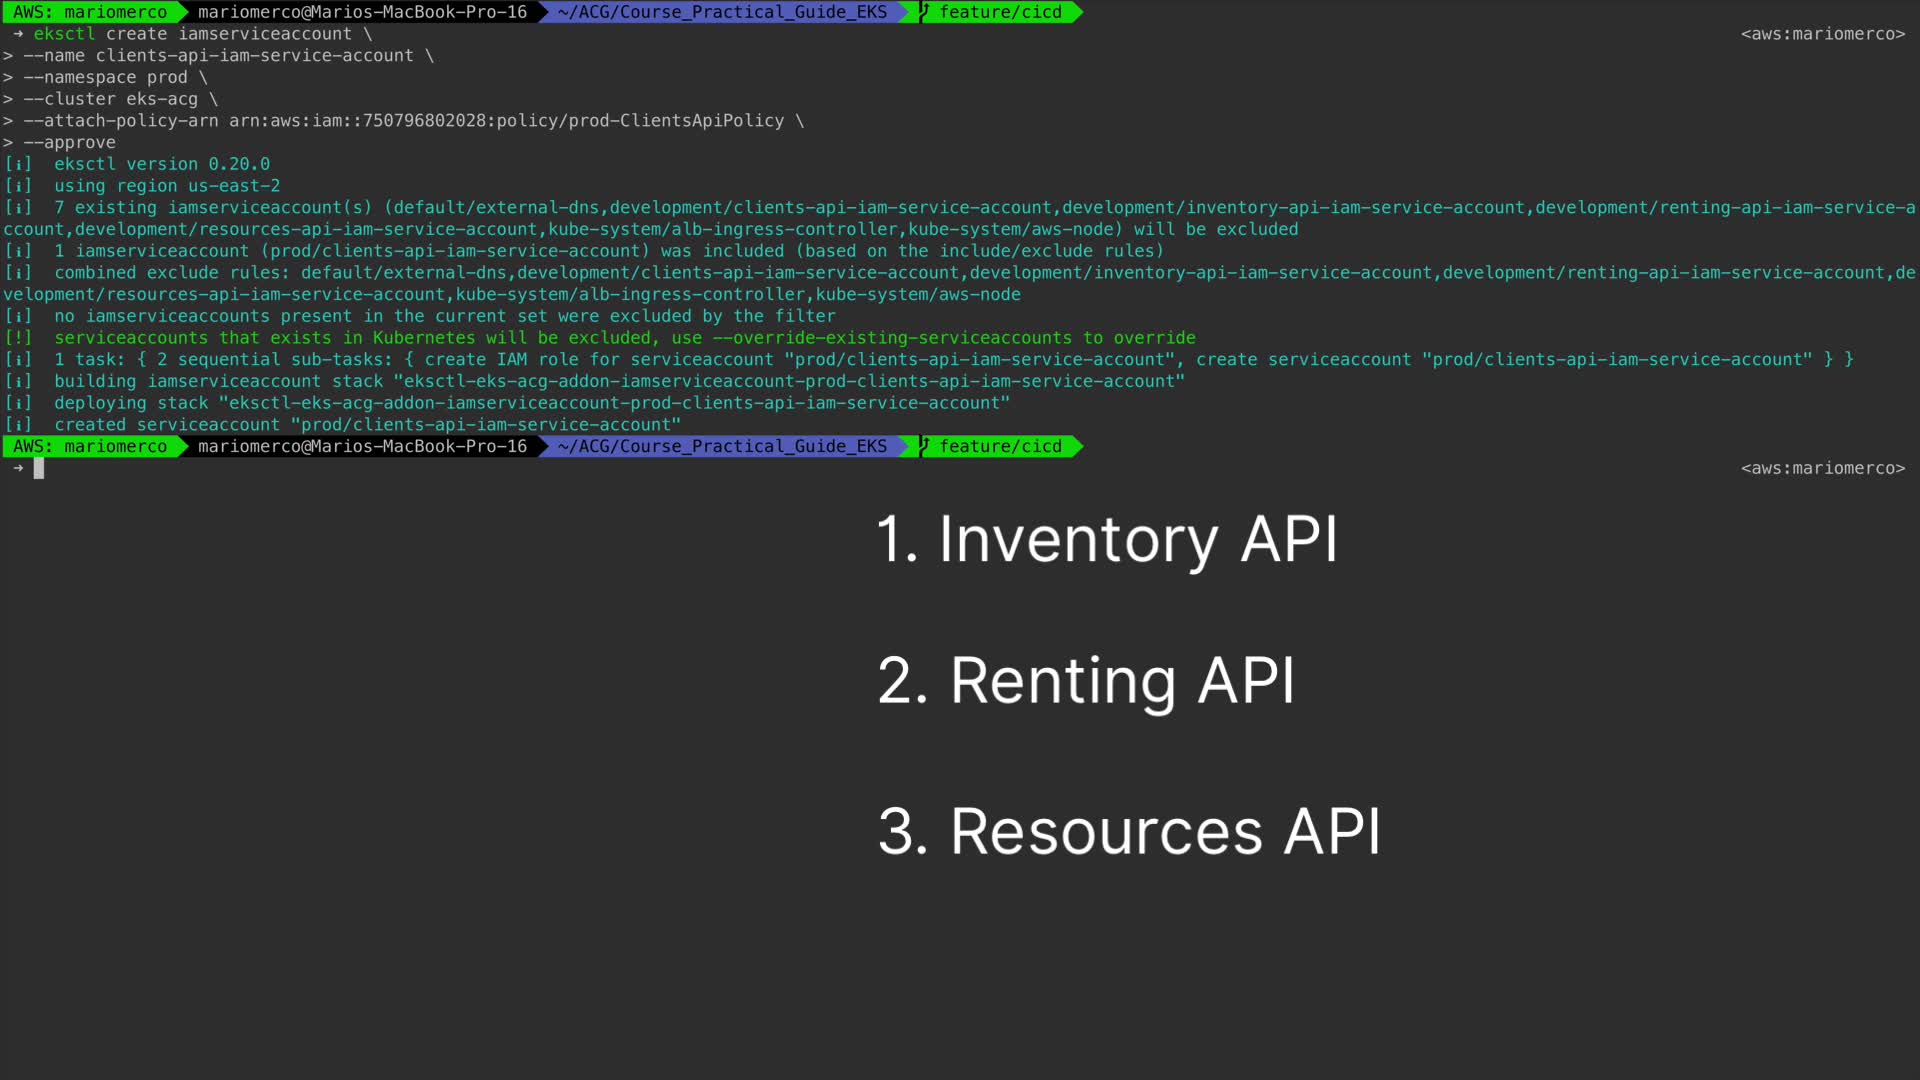 AWS: mariomerco mariomerco@Marios-MacBook-Pro-16 ~/ACG/Course_Practical_Guide_EKS feature/cicd
→ eksctl create iamserviceaccount \ <aws:mariomerco>
> --name clients-api-iam-service-account \
> --namespace prod \
> --cluster eks-acg \
> --attach-policy-arn arn:aws:iam::750796802028:policy/prod-ClientsApiPolicy \
> --approve
[i] eksctl version 0.20.0
[i] using region us-east-2
[i] 7 existing iamserviceaccount(s) (default/external-dns,development/clients-api-iam-service-account,development/inventory-api-iam-service-account,development/renting-api-iam-service-a
ccount,development/resources-api-iam-service-account,kube-system/alb-ingress-controller,kube-system/aws-node) will be excluded
[i] 1 iamserviceaccount (prod/clients-api-iam-service-account) was included (based on the include/exclude rules)
[i] combined exclude rules: default/external-dns,development/clients-api-iam-service-account,development/inventory-api-iam-service-account,development/renting-api-iam-service-account,de
velopment/resources-api-iam-service-account,kube-system/alb-ingress-controller,kube-system/aws-node
[i] no iamserviceaccounts present in the current set were excluded by the filter
[!] serviceaccounts that exists in Kubernetes will be excluded, use --override-existing-serviceaccounts to override
[i] 1 task: { 2 sequential sub-tasks: { create IAM role for serviceaccount "prod/clients-api-iam-service-account", create serviceaccount "prod/clients-api-iam-service-account" } }
[i] building iamserviceaccount stack "eksctl-eks-acg-addon-iamserviceaccount-prod-clients-api-iam-service-account"
[i] deploying stack "eksctl-eks-acg-addon-iamserviceaccount-prod-clients-api-iam-service-account"
[i] created serviceaccount "prod/clients-api-iam-service-account"
AWS: mariomerco mariomerco@Marios-MacBook-Pro-16 ~/ACG/Course_Practical_Guide_EKS feature/cicd
→ <aws:mariomerco>
1. Inventory API
2. Renting API
3. Resources API